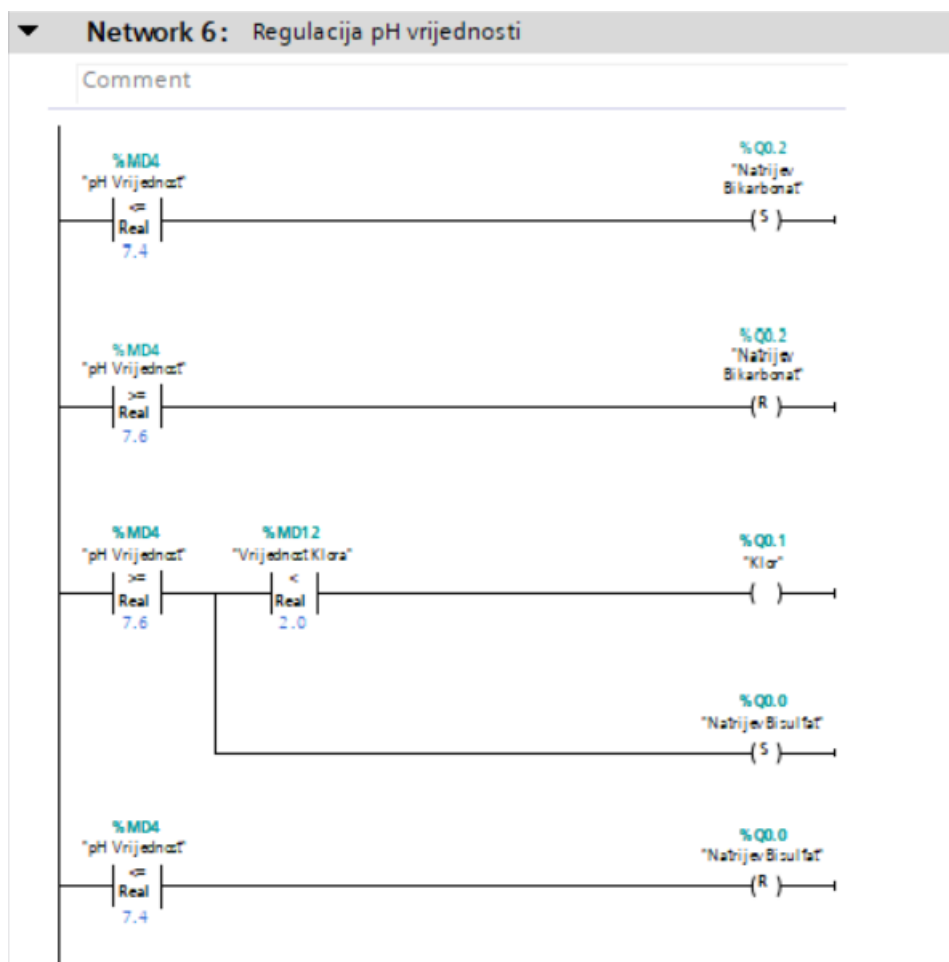 Network 6: Regulacija pH vrijednosti
Comment
%MD4
"pH Vrijednost"
<=
Real
7.4
%Q0.2
"Natrijev
Bikarbonat"
S
%MD4
"pH Vrijednost"
>=
Real
7.6
%Q0.2
"Natrijev
Bikarbonat"
R
%MD4
"pH Vrijednost"
>=
Real
7.6
%MD12
"Vrijednost Klora"
<
Real
2.0
%Q0.1
"Klor"
%Q0.0
"Natrijev Bisulfat"
S
%MD4
"pH Vrijednost"
<=
Real
7.4
%Q0.0
"Natrijev Bisulfat"
R